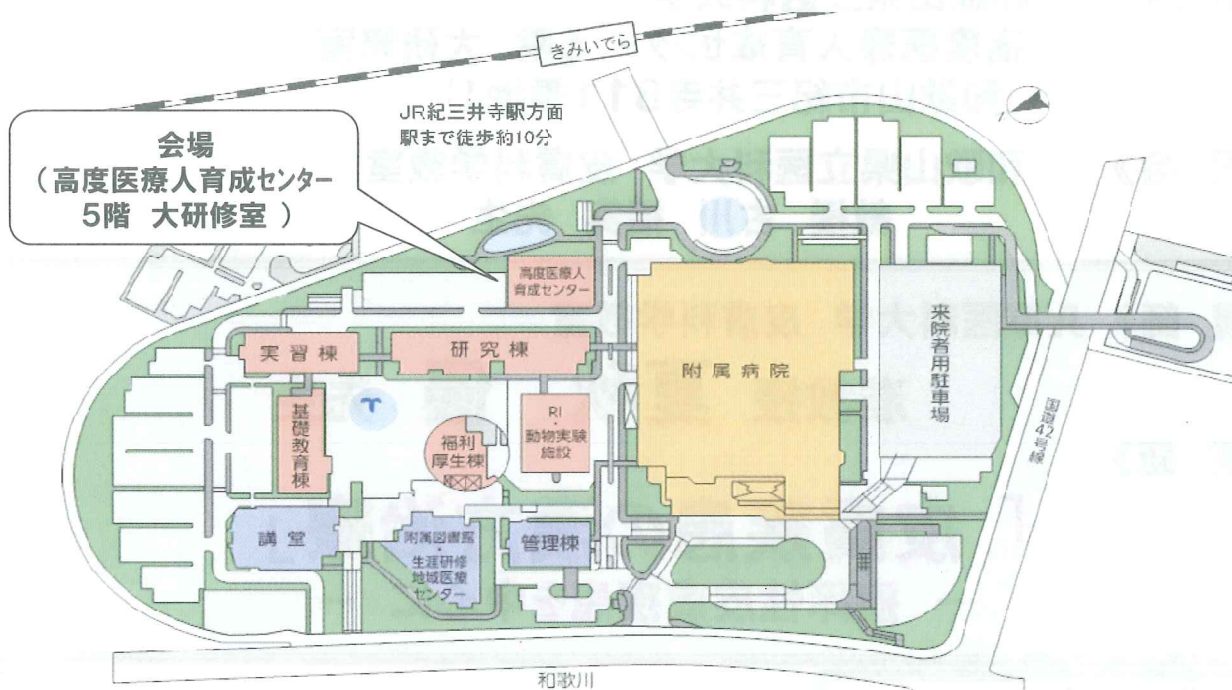 きみいでら
JR紀三井寺駅方面
駅まで徒歩約10分
会場
（高度医療人育成センター
5階 大研修室 ）
高度医療人
育成センター
実習棟
研究棟
附属病院
来院者用駐車場
国道42号線
基礎教育棟
福利
厚生棟
RI
・
動物実験
施設
講堂
附属図書館
・
生涯研修
地域医療
センター
管理棟
和歌川